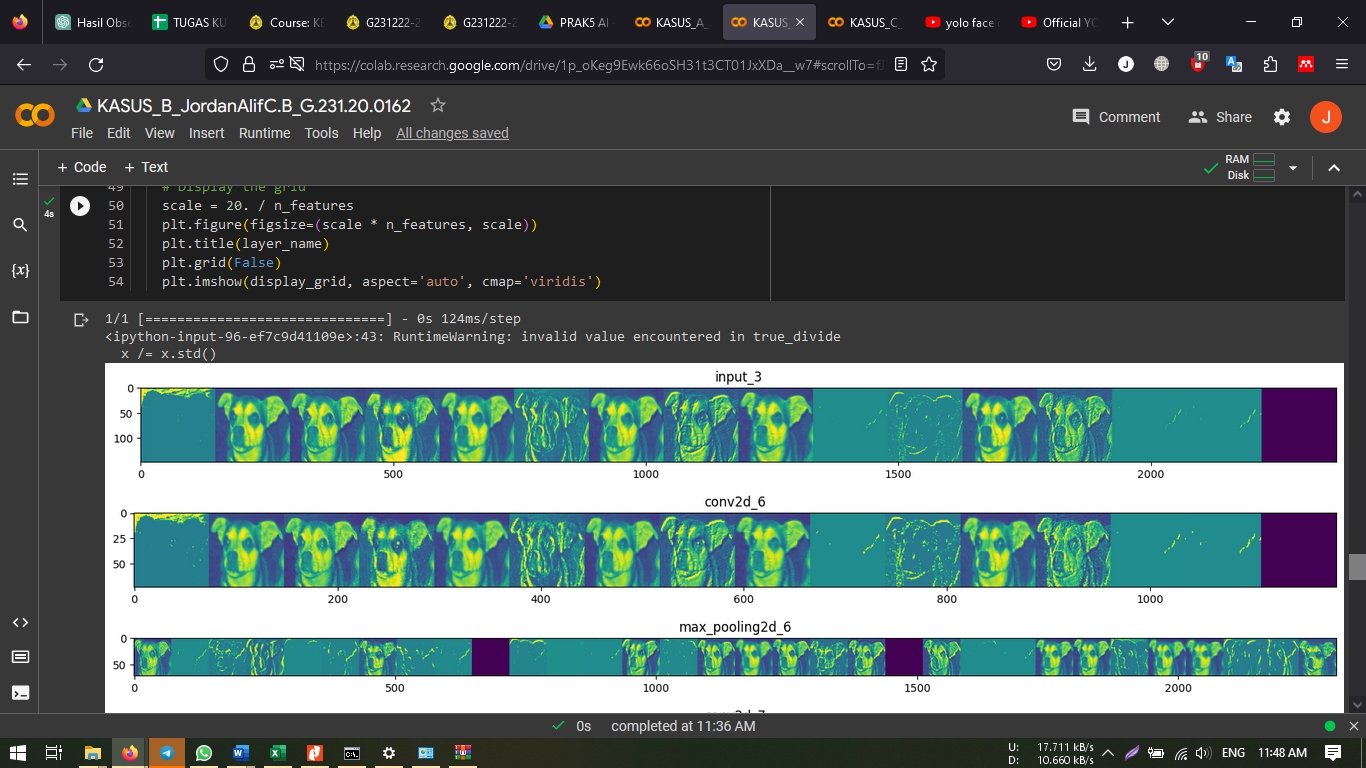 Hasil Obs
TUGAS KU
Course: KE
G231222-2
G231222-2
PRAK5 AI
KASUS_A_
KASUS_
KASUS_C_
yolo face
Official YO
https://colab.research.google.com/drive/1p_oKeg9Ewk66oSH31t3CT01JxXDa__w7#scrollTo=f
10
KASUS_B_JordanAlifC.B_G.231.20.0162
File Edit View Insert Runtime Tools Help All changes saved
Comment
Share
J
+ Code + Text
RAM
Disk
4s
49 # Display the grid
50 scale = 20. / n_features
51 plt.figure(figsize=(scale * n_features, scale))
52 plt.title(layer_name)
53 plt.grid(False)
54 plt.imshow(display_grid, aspect='auto', cmap='viridis')
{x}
1/1 [==============================] - 0s 124ms/step
<ipython-input-96-ef7c9d41109e>:43: RuntimeWarning: invalid value encountered in true_divide
x /= x.std()
input_3
0
50
100
0 500 1000 1500 2000
conv2d_6
0
25
50
0 200 400 600 800 1000
max_pooling2d_6
0
50
0 500 1000 1500 2000
0s completed at 11:36 AM
U: 17.711 kB/s
D: 10.660 kB/s
ENG
11:48 AM